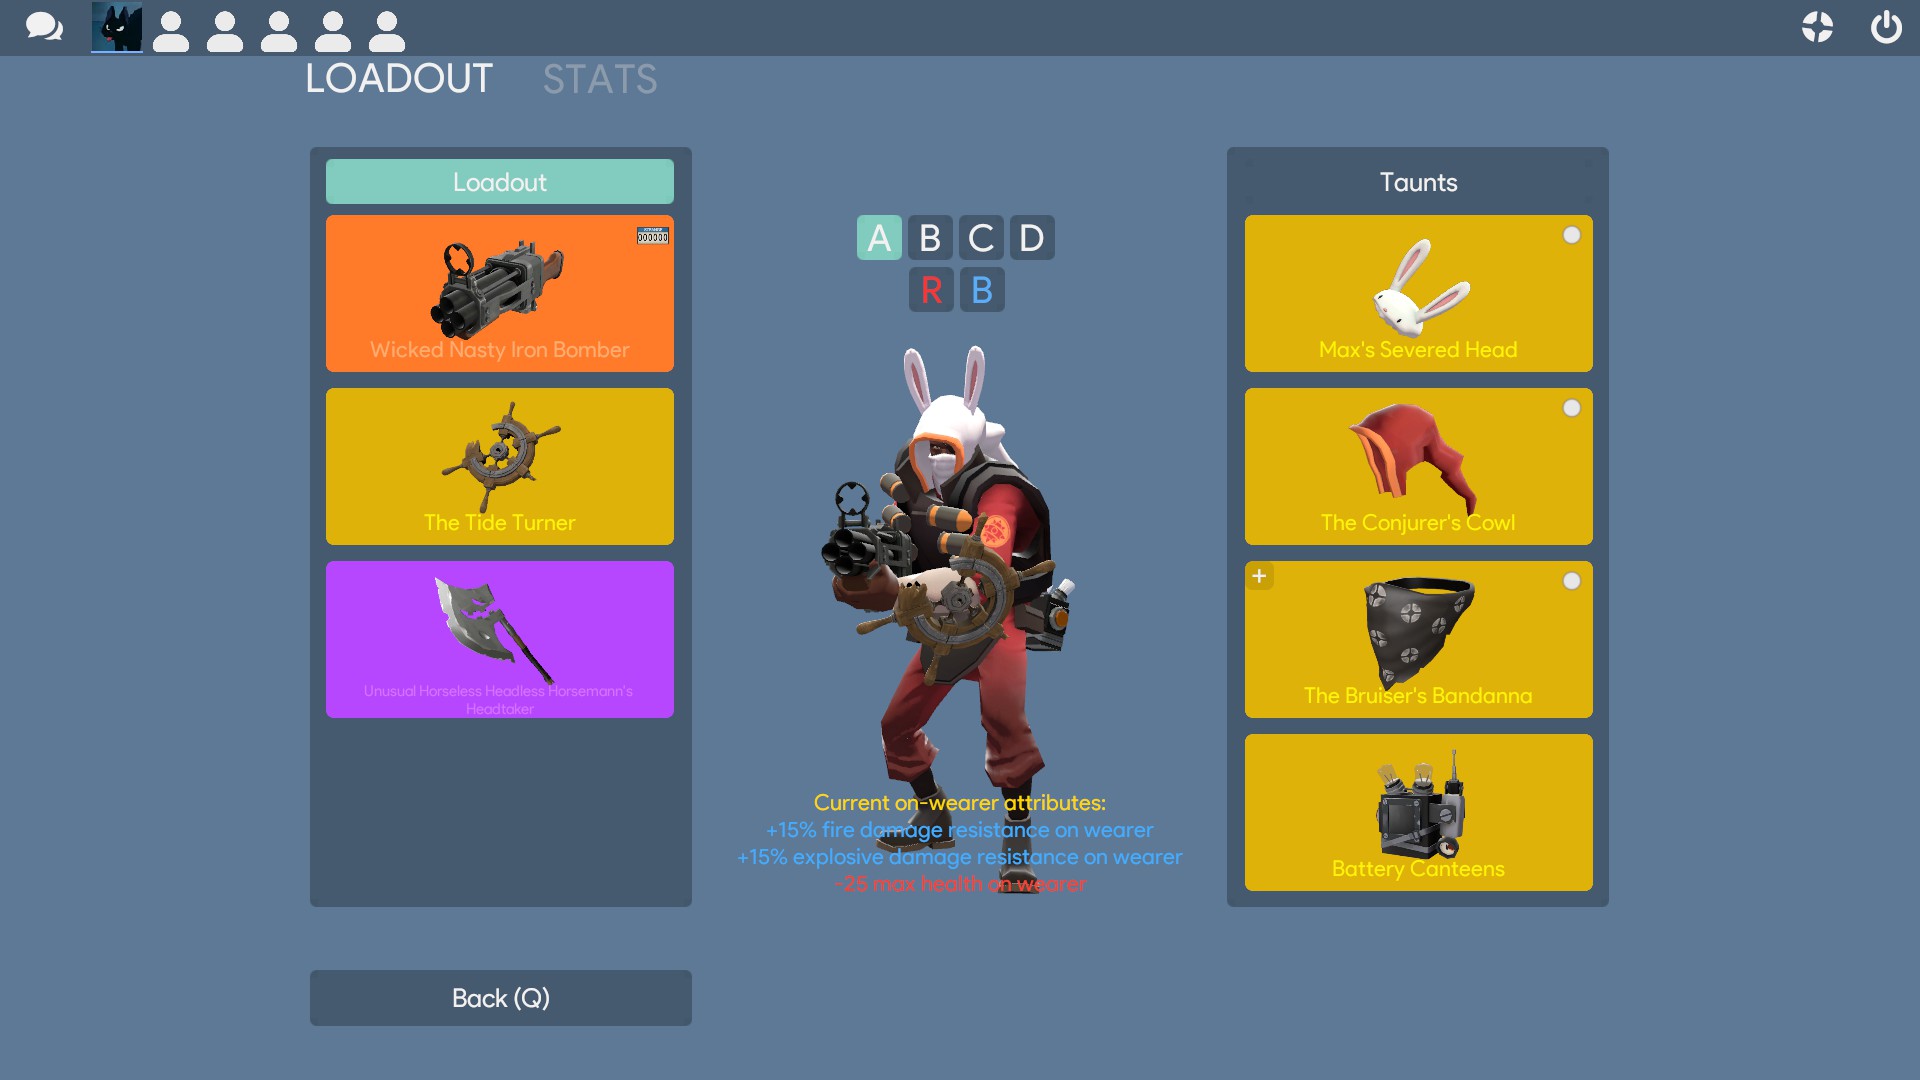 LOADOUT STATS
Loadout
STRANGE
000000
Wicked Nasty Iron Bomber
The Tide Turner
Unusual Horseless Headless Horsemann's
Headtaker
A B C D
R B
Current on-wearer attributes:
+15% fire damage resistance on wearer
+15% explosive damage resistance on wearer
-25 max health on wearer
Taunts
Max's Severed Head
The Conjurer's Cowl
+
The Bruiser's Bandanna
Battery Canteens
Back (Q)